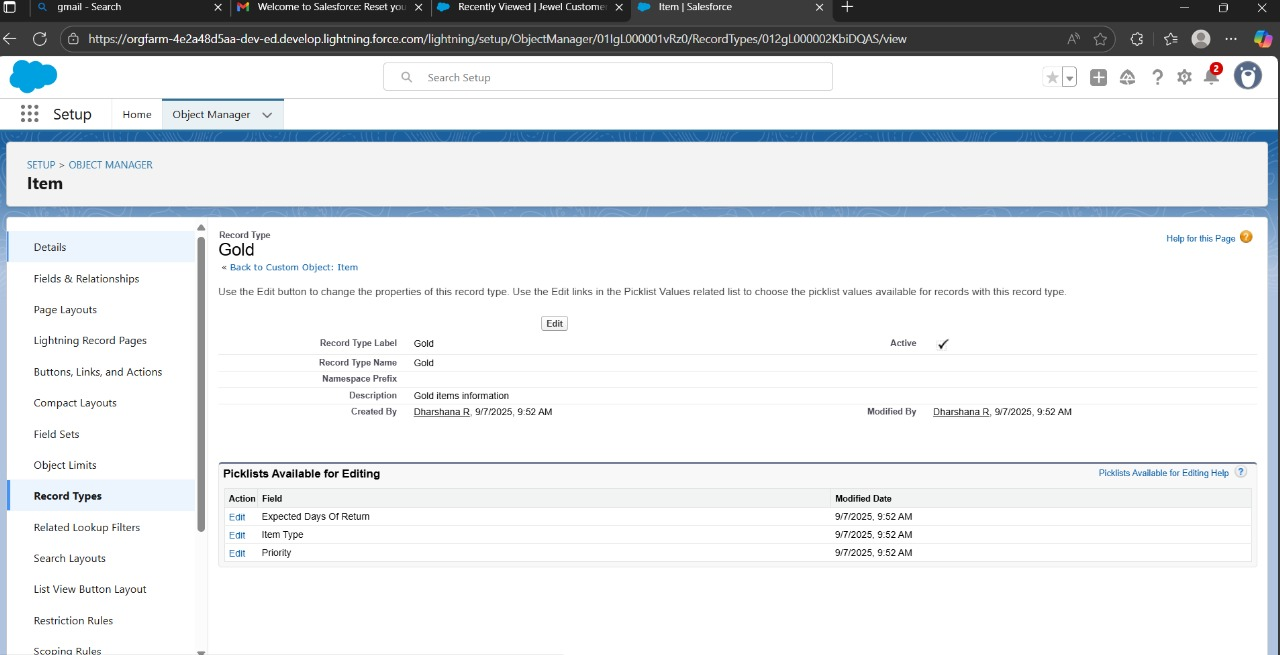 gmail - Search
Welcome to Salesforce: Reset you
Recently Viewed | Jewel Custome
Item | Salesforce
https://orgfarm-4e2a48d5aa-dev-ed.develop.lightning.force.com/lightning/setup/ObjectManager/01IgL000001vRz0/RecordTypes/012gL000002KbiDQAS/view
Search Setup
2
Setup
Home
Object Manager
SETUP > OBJECT MANAGER
Item
Details
Fields & Relationships
Page Layouts
Lightning Record Pages
Buttons, Links, and Actions
Compact Layouts
Field Sets
Object Limits
Record Types
Related Lookup Filters
Search Layouts
List View Button Layout
Restriction Rules
Scoping Rules
Record Type
Gold
Help for this Page ?
« Back to Custom Object: Item
Use the Edit button to change the properties of this record type. Use the Edit links in the Picklist Values related list to choose the picklist values available for records with this record type.
Edit
Record Type Label Gold Active ✓
Record Type Name Gold
Namespace Prefix
Description Gold items information
Created By Dharshana R, 9/7/2025, 9:52 AM Modified By Dharshana R, 9/7/2025, 9:52 AM
Picklists Available for Editing Picklists Available for Editing Help ?
Action Field Modified Date
Edit Expected Days Of Return 9/7/2025, 9:52 AM
Edit Item Type 9/7/2025, 9:52 AM
Edit Priority 9/7/2025, 9:52 AM